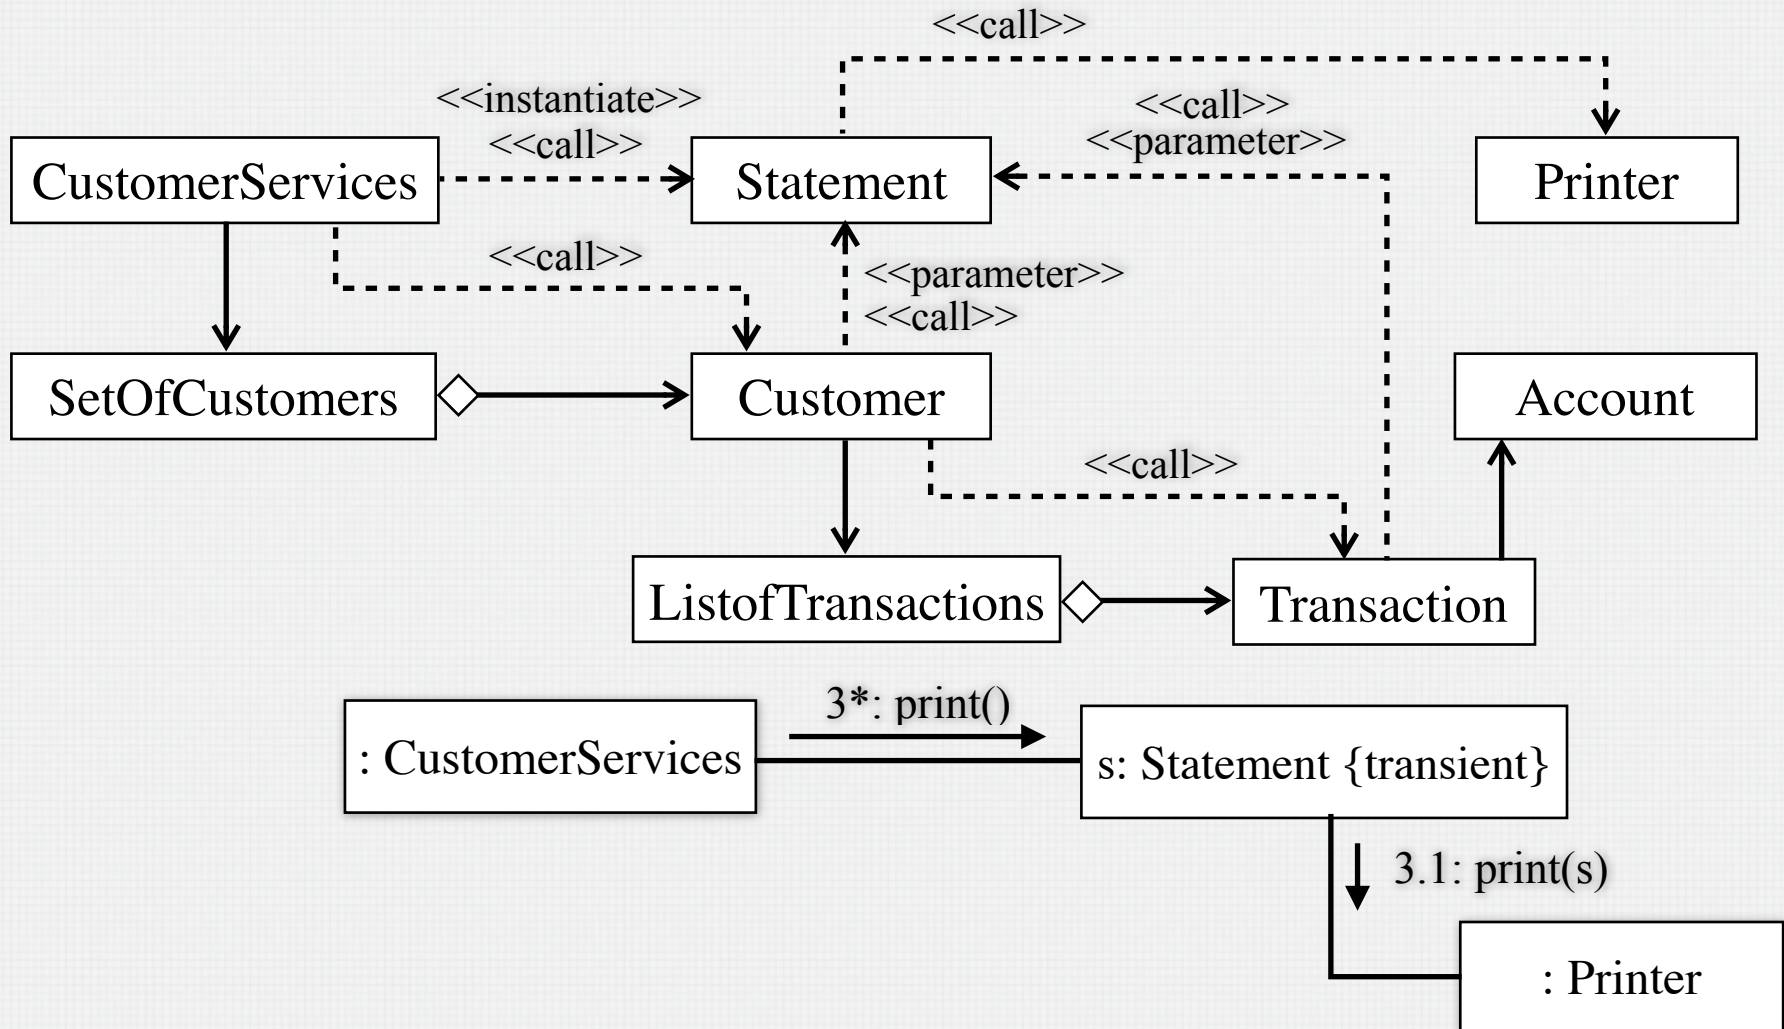 <<call>>
<<instantiate>>
<<call>>
<<call>>
<<parameter>>
CustomerServices
Statement
Printer
<<call>>
<<parameter>>
<<call>>
SetOfCustomers
Customer
Account
<<call>>
ListofTransactions
Transaction
3*: print()
: CustomerServices
s: Statement {transient}
3.1: print(s)
: Printer